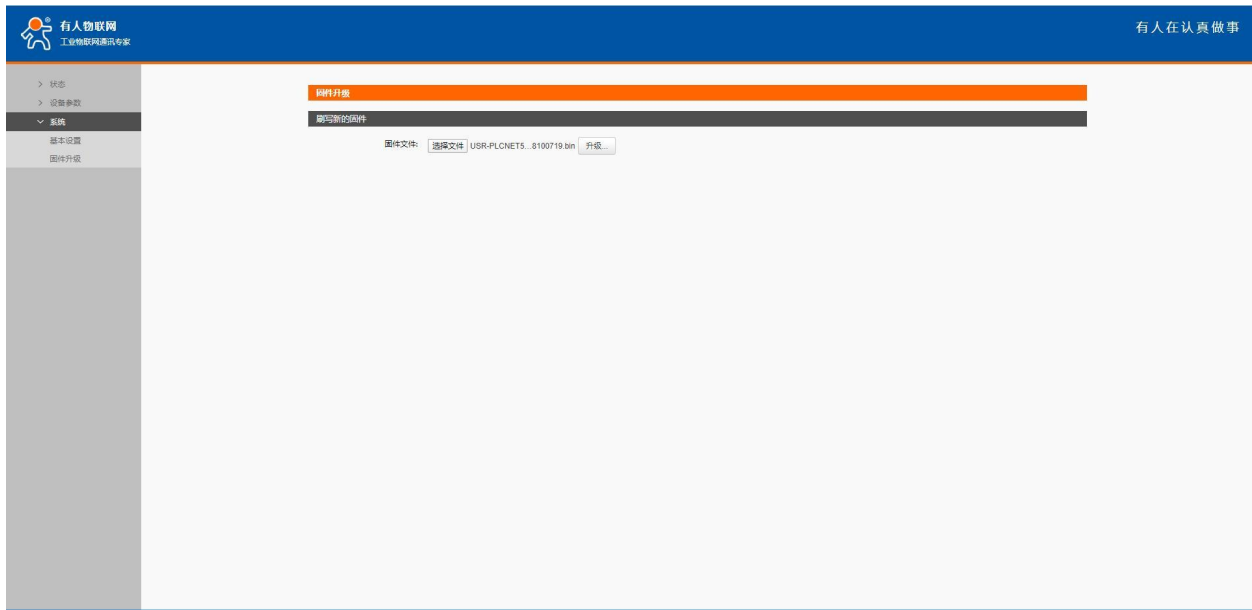 有人物联网
工业物联网通讯专家
有人在认真做事
状态
设备参数
系统
基本设置
固件升级
固件升级
刷写新的固件
固件文件: 选择文件 USR-PLCNET5...8100719.bin 升级...